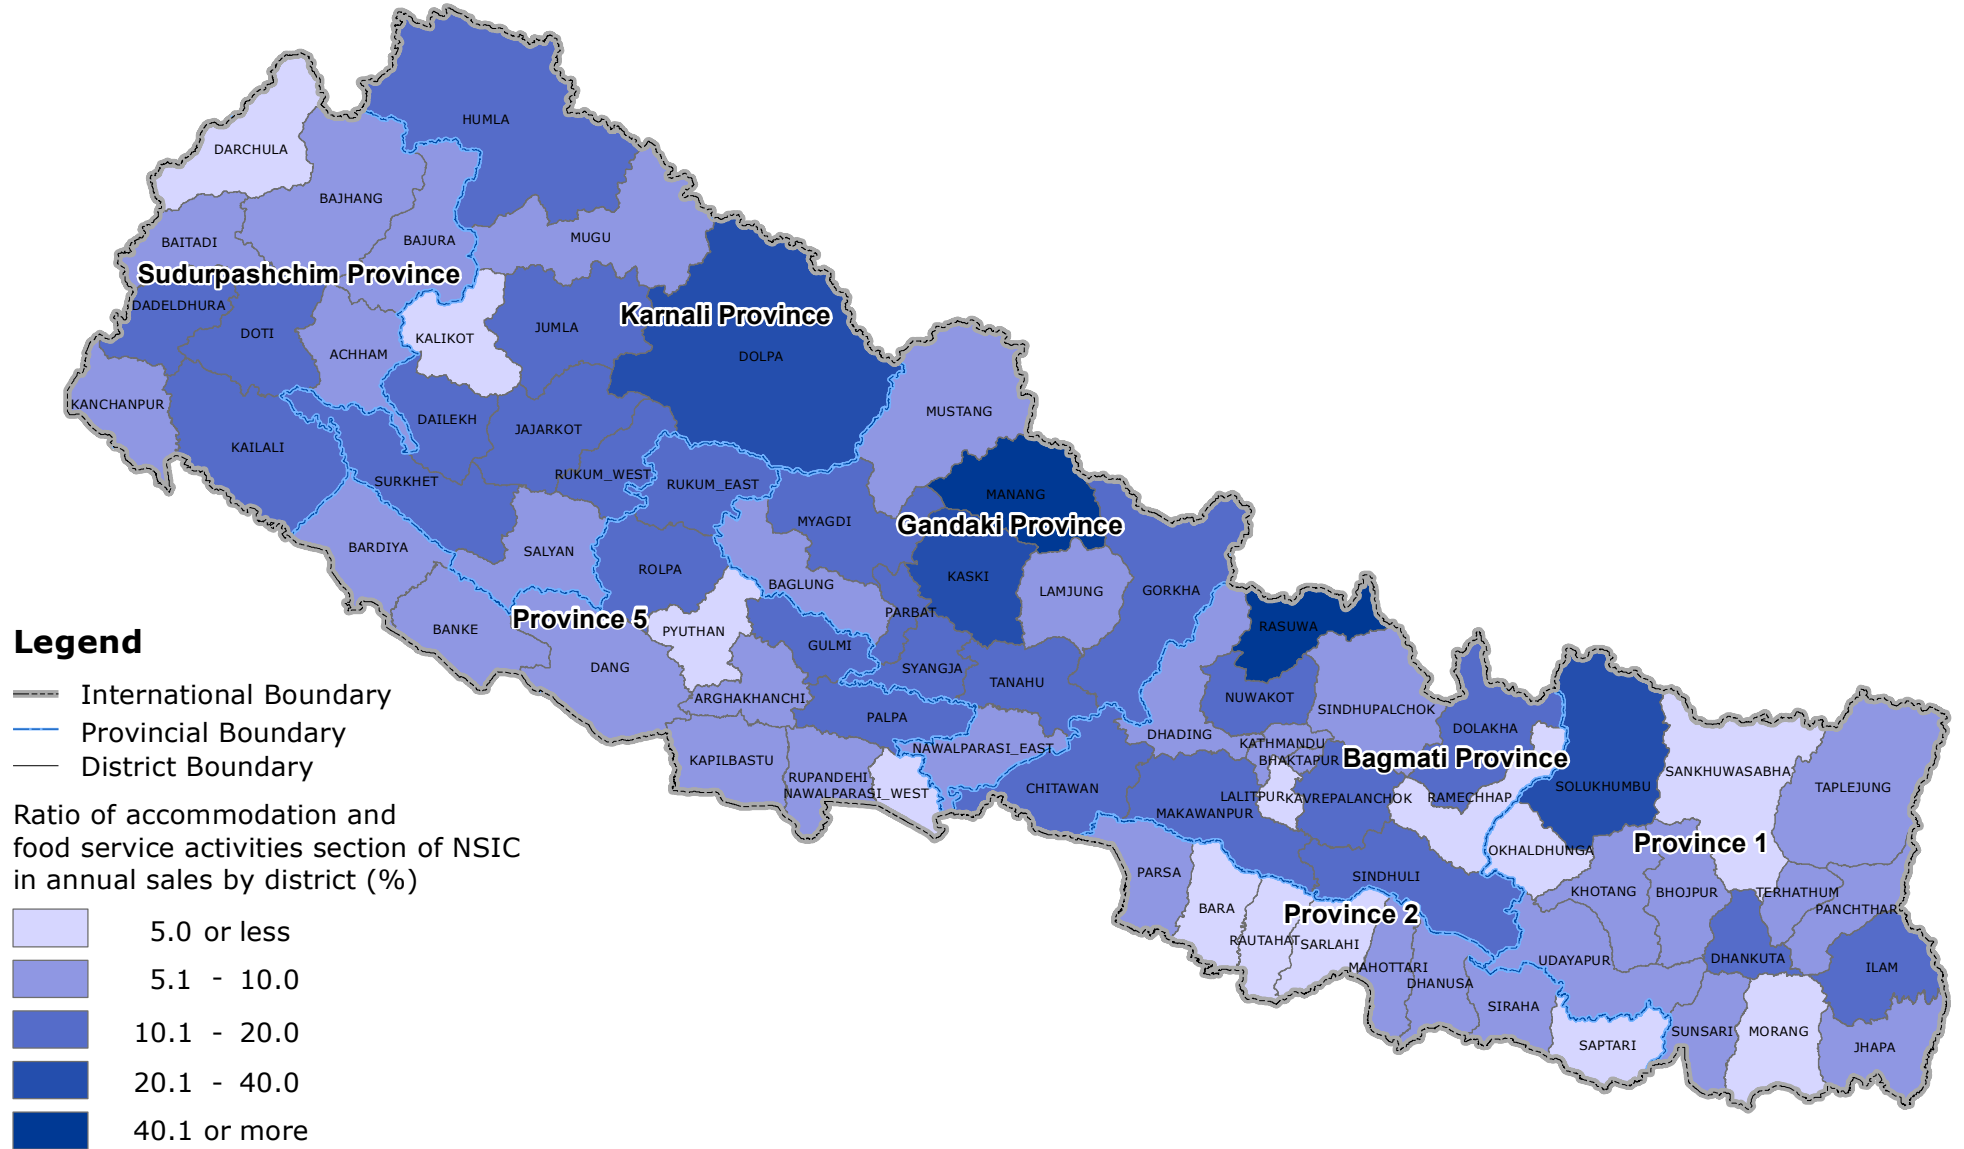 HUMLA
DARCHULA
BAJHANG
BAITADI
BAJURA
MUGU
Sudurpashchim Province
DADELDHURA
DOTI
ACHHAM
KALIKOT
JUMLA
Karnali Province
DOLPA
KANCHANPUR
KAILALI
DAILEKH
JAJARKOT
MUSTANG
SURKHET
RUKUM_WEST
RUKUM_EAST
MANANG
Gandaki Province
MYAGDI
BARDIYA
SALYAN
ROLPA
BAGLUNG
KASKI
LAMJUNG
GORKHA
PARBAT
Province 5
BANKE
PYUTHAN
GULMI
RASUWA
DANG
SYANGJA
TANAHU
ARGHAKHANCHI
NUWAKOT
SINDHUPALCHOK
PALPA
DHADING
DOLAKHA
NAWALPARASI_EAST
KATHMANDU
KAPILBASTU
BHAKTAPUR
Bagmati Province
RUPANDEHI
NAWALPARASI_WEST
CHITAWAN
LALITPUR
KAVREPALANCHOK
RAMECHHAP
SOLUKHUMBU
SANKHUWASABHA
TAPLEJUNG
MAKAWANPUR
OKHALDHUNGA
Province 1
PARSA
SINDHULI
KHOTANG
BHOJPUR
TERHATHUM
PANCHTHAR
BARA
Province 2
RAUTAHAT
SARLAHI
MAHOTTARI
DHANUSA
UDAYAPUR
DHANKUTA
ILAM
SIRAHA
SAPTARI
SUNSARI
MORANG
JHAPA
Legend
International Boundary
Provincial Boundary
District Boundary
Ratio of accommodation and
food service activities section of NSIC
in annual sales by district (%)
5.0 or less
5.1 - 10.0
10.1 - 20.0
20.1 - 40.0
40.1 or more